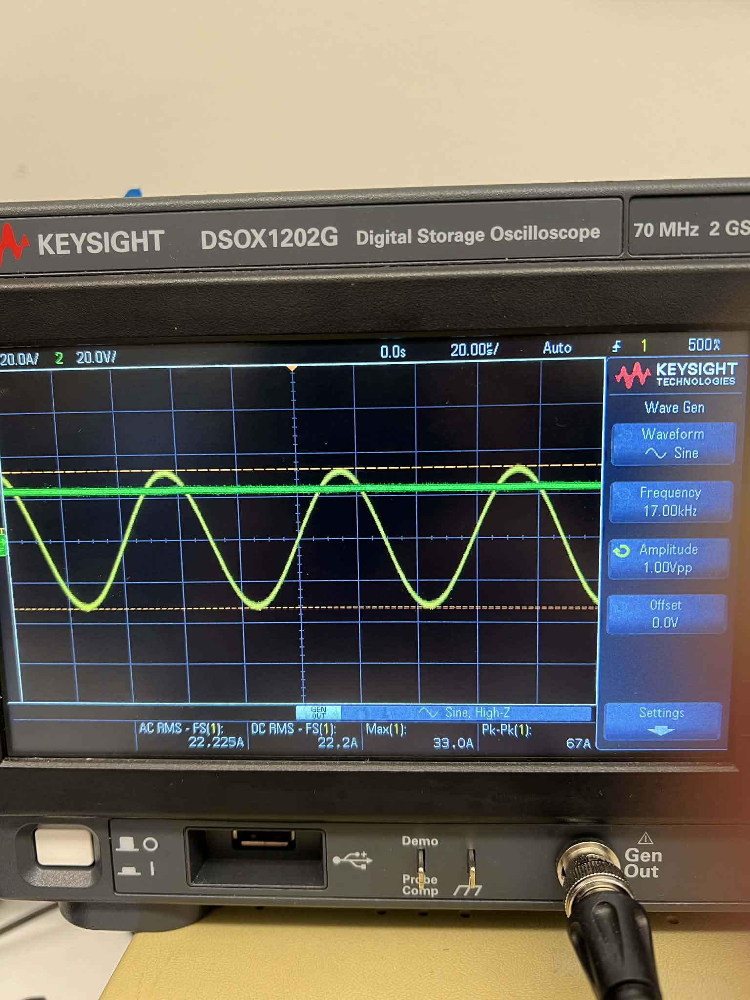 KEYSIGHT DSOX1202G Digital Storage Oscilloscope 70 MHz 2 GS
20.0A/ 2 20.0V/ 0.0s 20.00µs/ Auto 1 500mA
KEYSIGHT
TECHNOLOGIES
Wave Gen
Waveform
Sine
Frequency
17.00kHz
Amplitude
1.00Vpp
Offset
0.0V
T
GEN
OUT
Sine, High-Z
Settings
AC RMS - FS(1): DC RMS - FS(1): Max(1): Pk-Pk(1):
22.225A 22.2A 33.0A 67A
Demo
Probe
Comp
Gen
Out